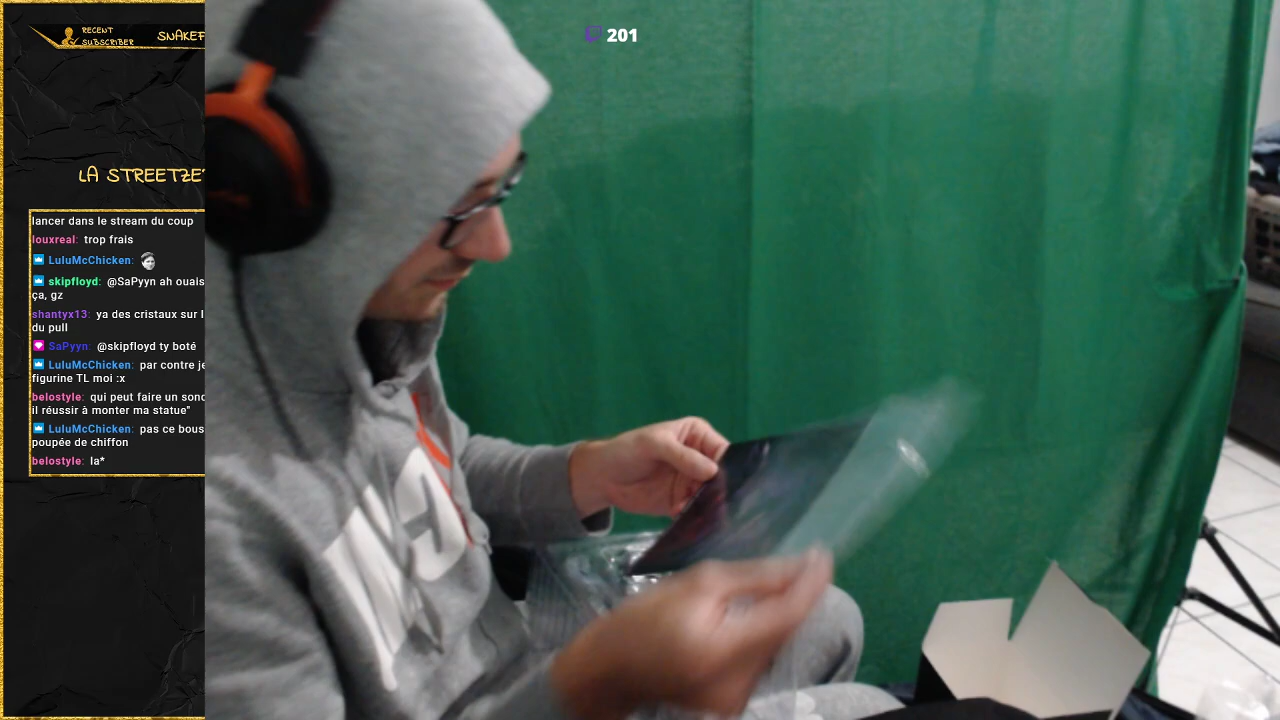 RECENT
SUBSCRIBER
201
LA
lancer dans le stream du coup
louxreal: trop frais
LuluMcChicken:
skipfloyd: @SaPyyn ah ouais
ça, gz
shantyx13: ya des cristaux sur l
du pull
SaPyyn: @skipfloyd ty boté
LuluMcChicken: par contre je
figurine TL moi :x
belostyle: qui peut faire un sond
il réussir à monter ma statue"
LuluMcChicken: pas ce bous
poupée de chiffon
belostyle: la*